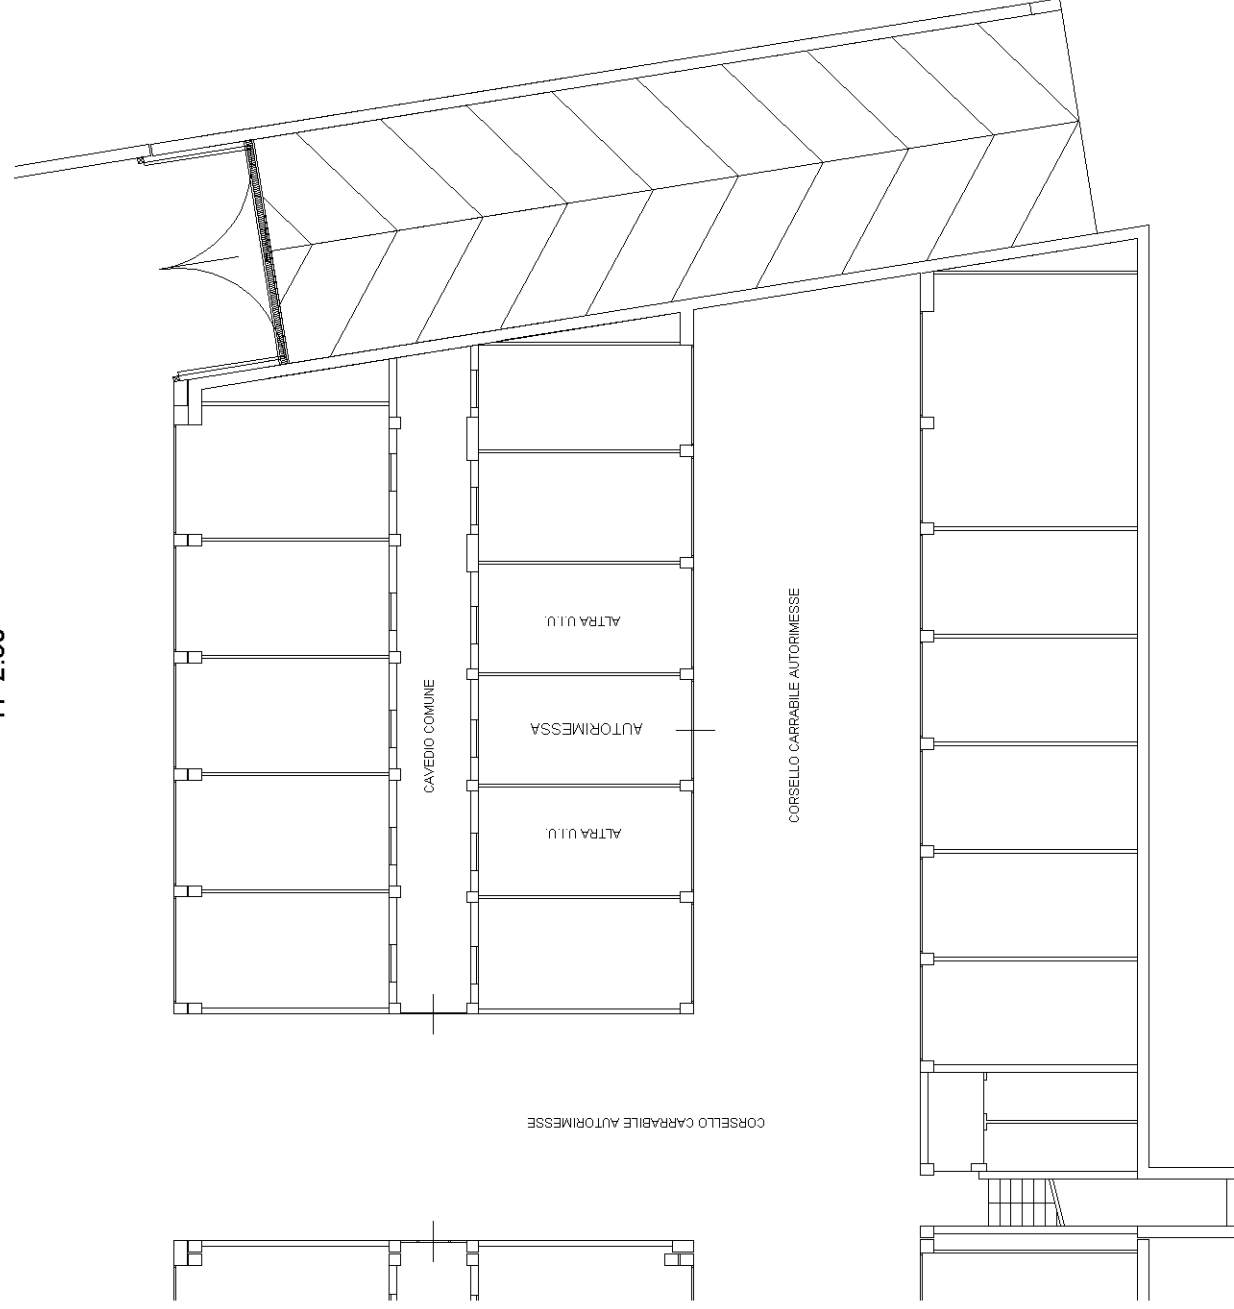 ALTRA U.I.U.
CORSELLO CARRABILE AUTORIMESSE
CAVEDIO COMUNE
AUTORIMESSA
ALTRA U.I.U.
CORSELLO CARRABILE AUTORIMESSE